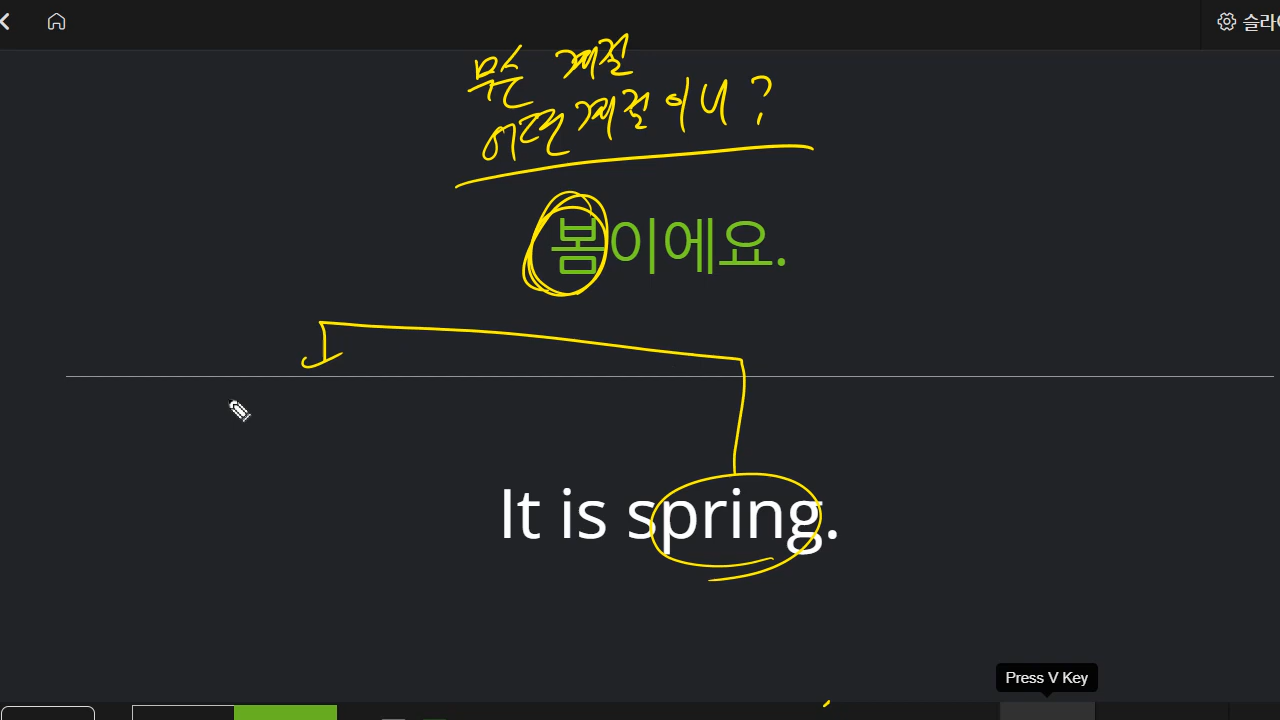 슬라이
무슨 계절
어떤 계절이니?
봄이에요.
It is spring.
Press V Key